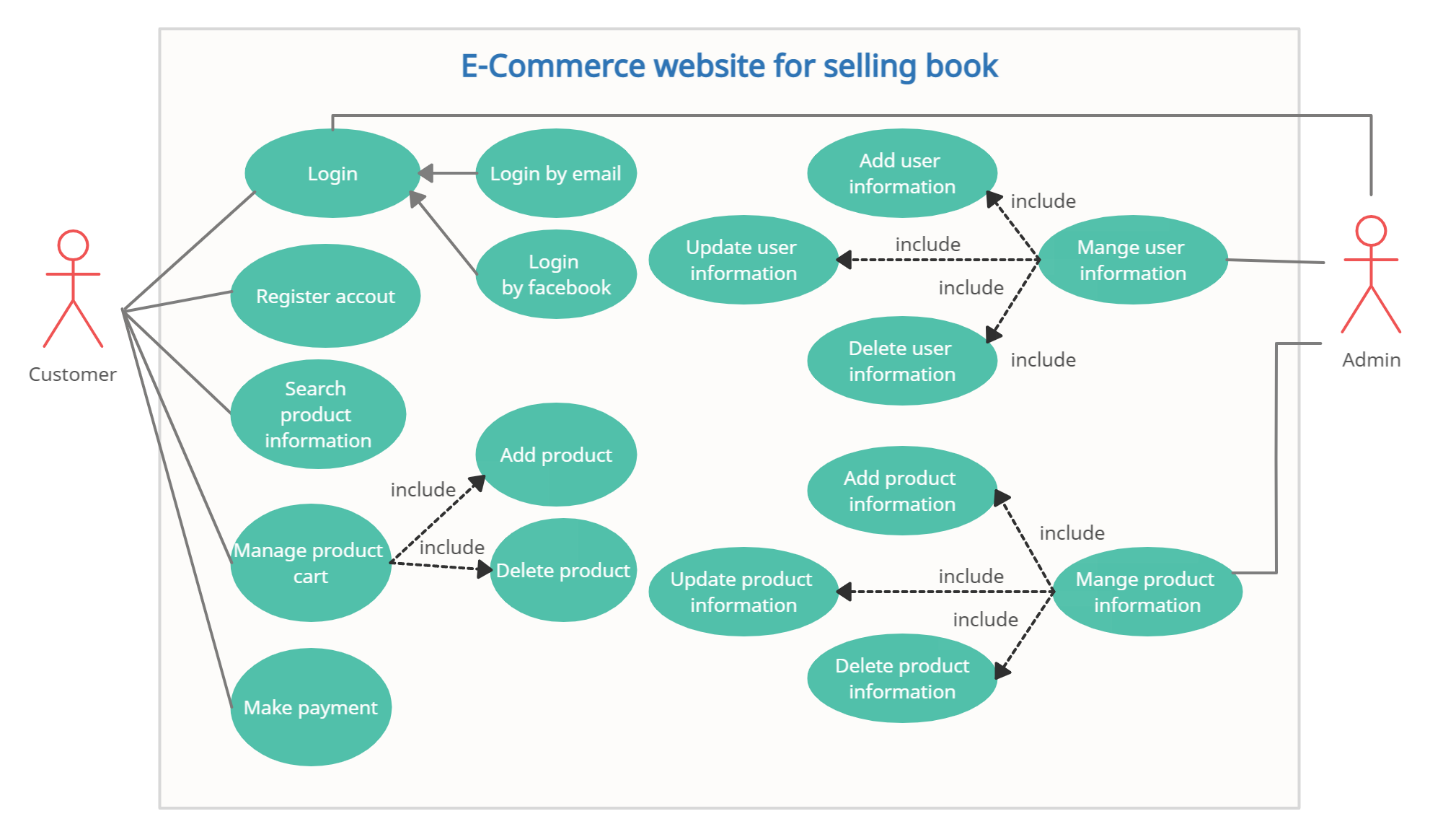 E-Commerce website for selling book
Login
Login by email
Login
by facebook
Register accout
Search
product
information
Manage product
cart
include
include
Add product
Delete product
Make payment
Customer
Add user
information
Update user
information
Delete user
information
include
include
include
include
Mange user
information
Add product
information
Update product
information
Delete product
information
include
include
include
Mange product
information
Admin